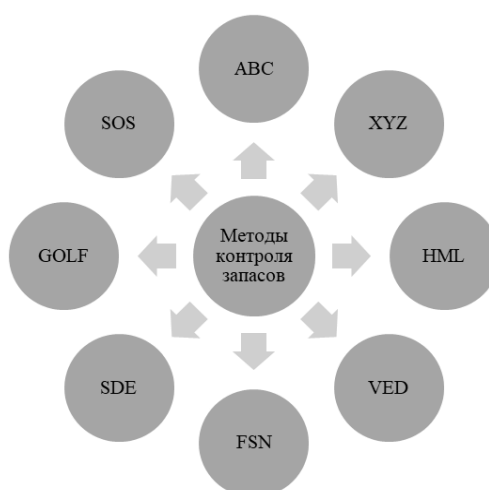 ABC
SOS
XYZ
GOLF
Методы
контроля
запасов
HML
SDE
VED
FSN